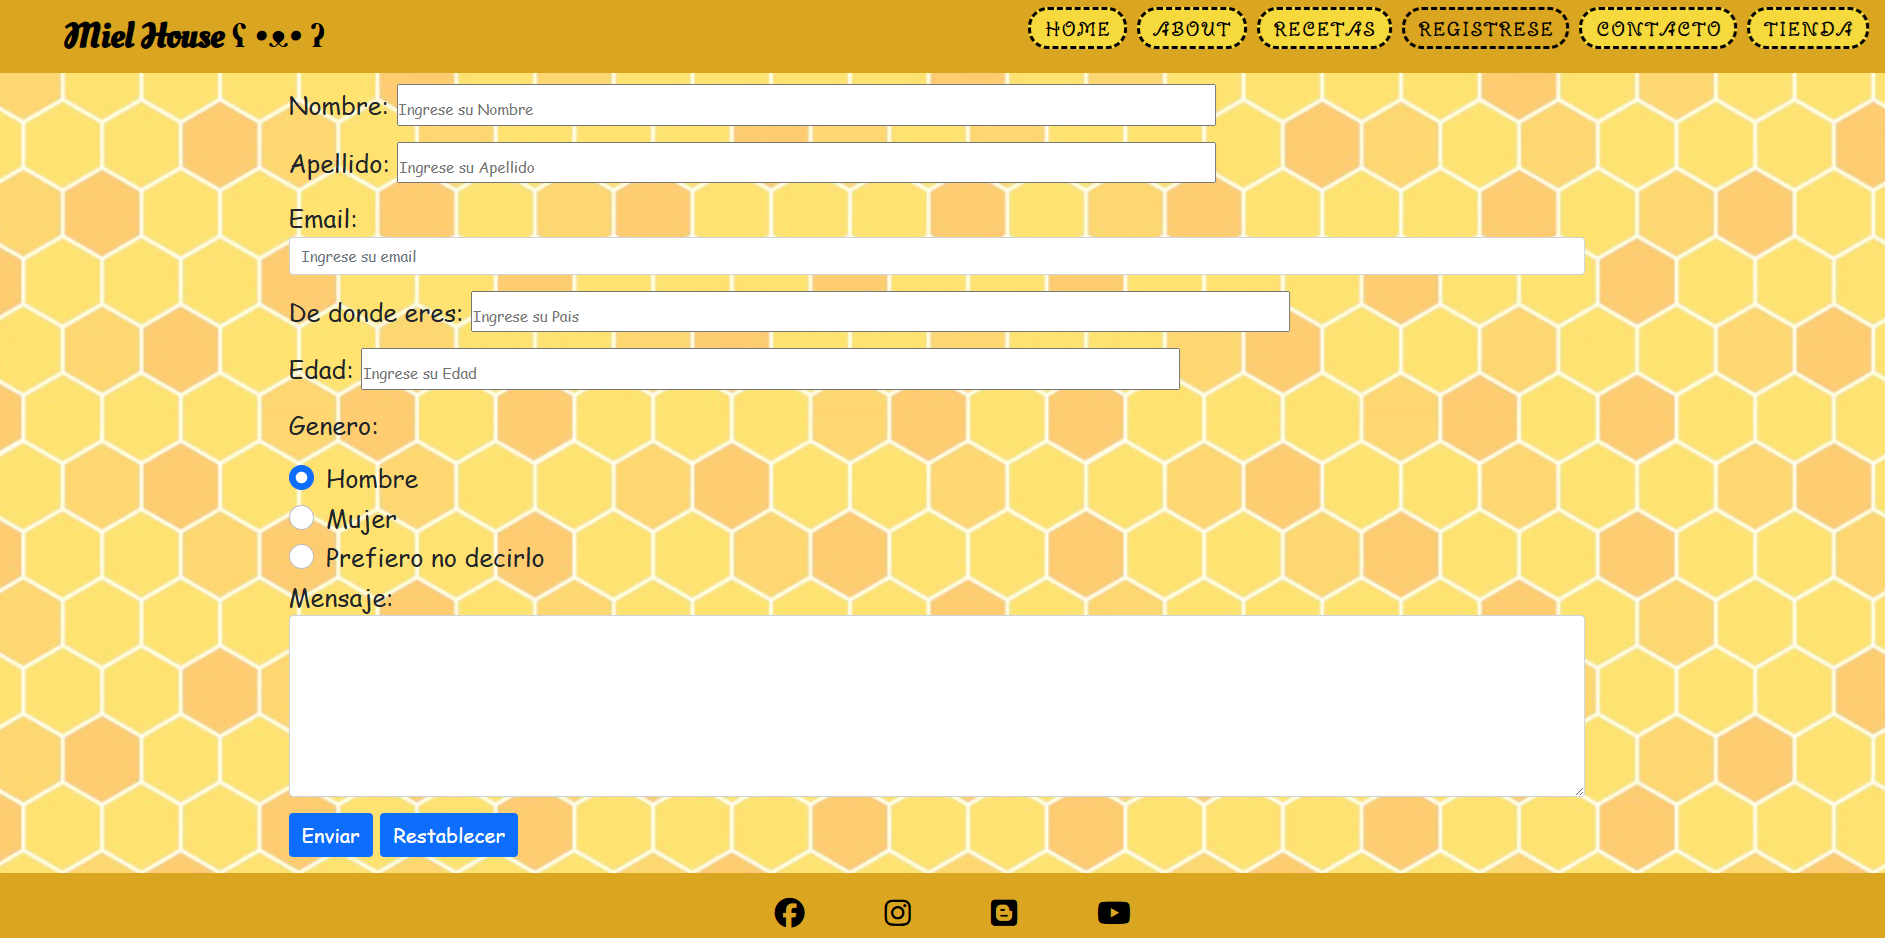 Miel House ʕ •ᴥ• ʔ
HOME ABOUT RECETAS REGISTRESE CONTACTO TIENDA
Nombre: Ingrese su Nombre
Apellido: Ingrese su Apellido
Email:
Ingrese su email
De donde eres: Ingrese su Pais
Edad: Ingrese su Edad
Genero:
Hombre
Mujer
Prefiero no decirlo
Mensaje:
Enviar Restablecer